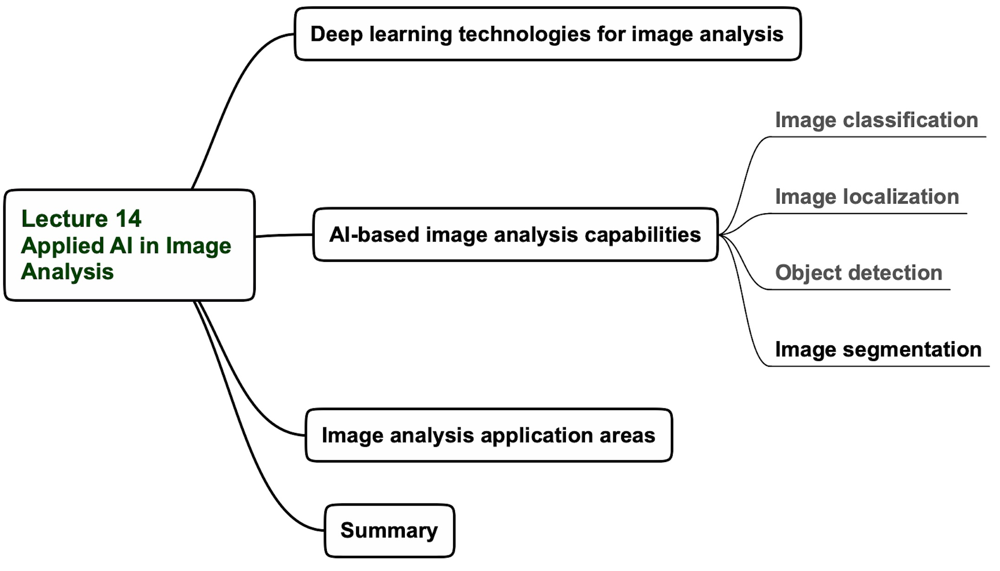 Deep learning technologies for image analysis
Image classification
Image localization
Lecture 14
Applied AI in Image
Analysis
AI-based image analysis capabilities
Object detection
Image segmentation
Image analysis application areas
Summary